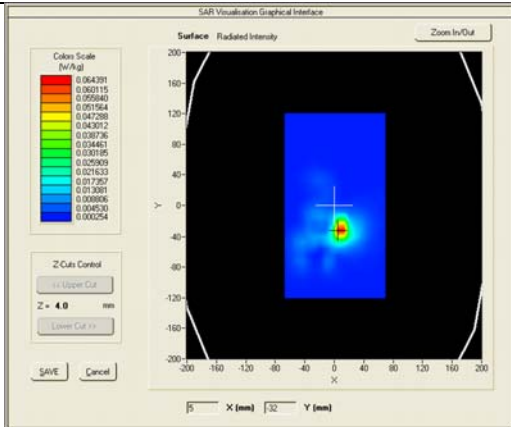 SAR Visualisation Graphical Interface
Surface Radiated Intensity
Zoom In/Out
Colors Scale
(W/kg)
0.064391
0.060115
0.055840
0.051564
0.047288
0.043012
0.038736
0.034461
0.030185
0.025909
0.021633
0.017357
0.013081
0.008806
0.004530
0.000254
Z-Cuts Control
<< Upper Cut
Z = 4.0 mm
Lower Cut >>
SAVE
Cancel
200
160
120
80
40
0
-40
-80
-120
-160
-200
Y
-200 -160 -120 -80 -40 0 40 80 120 160 200
X
5 X (mm) -32 Y (mm)